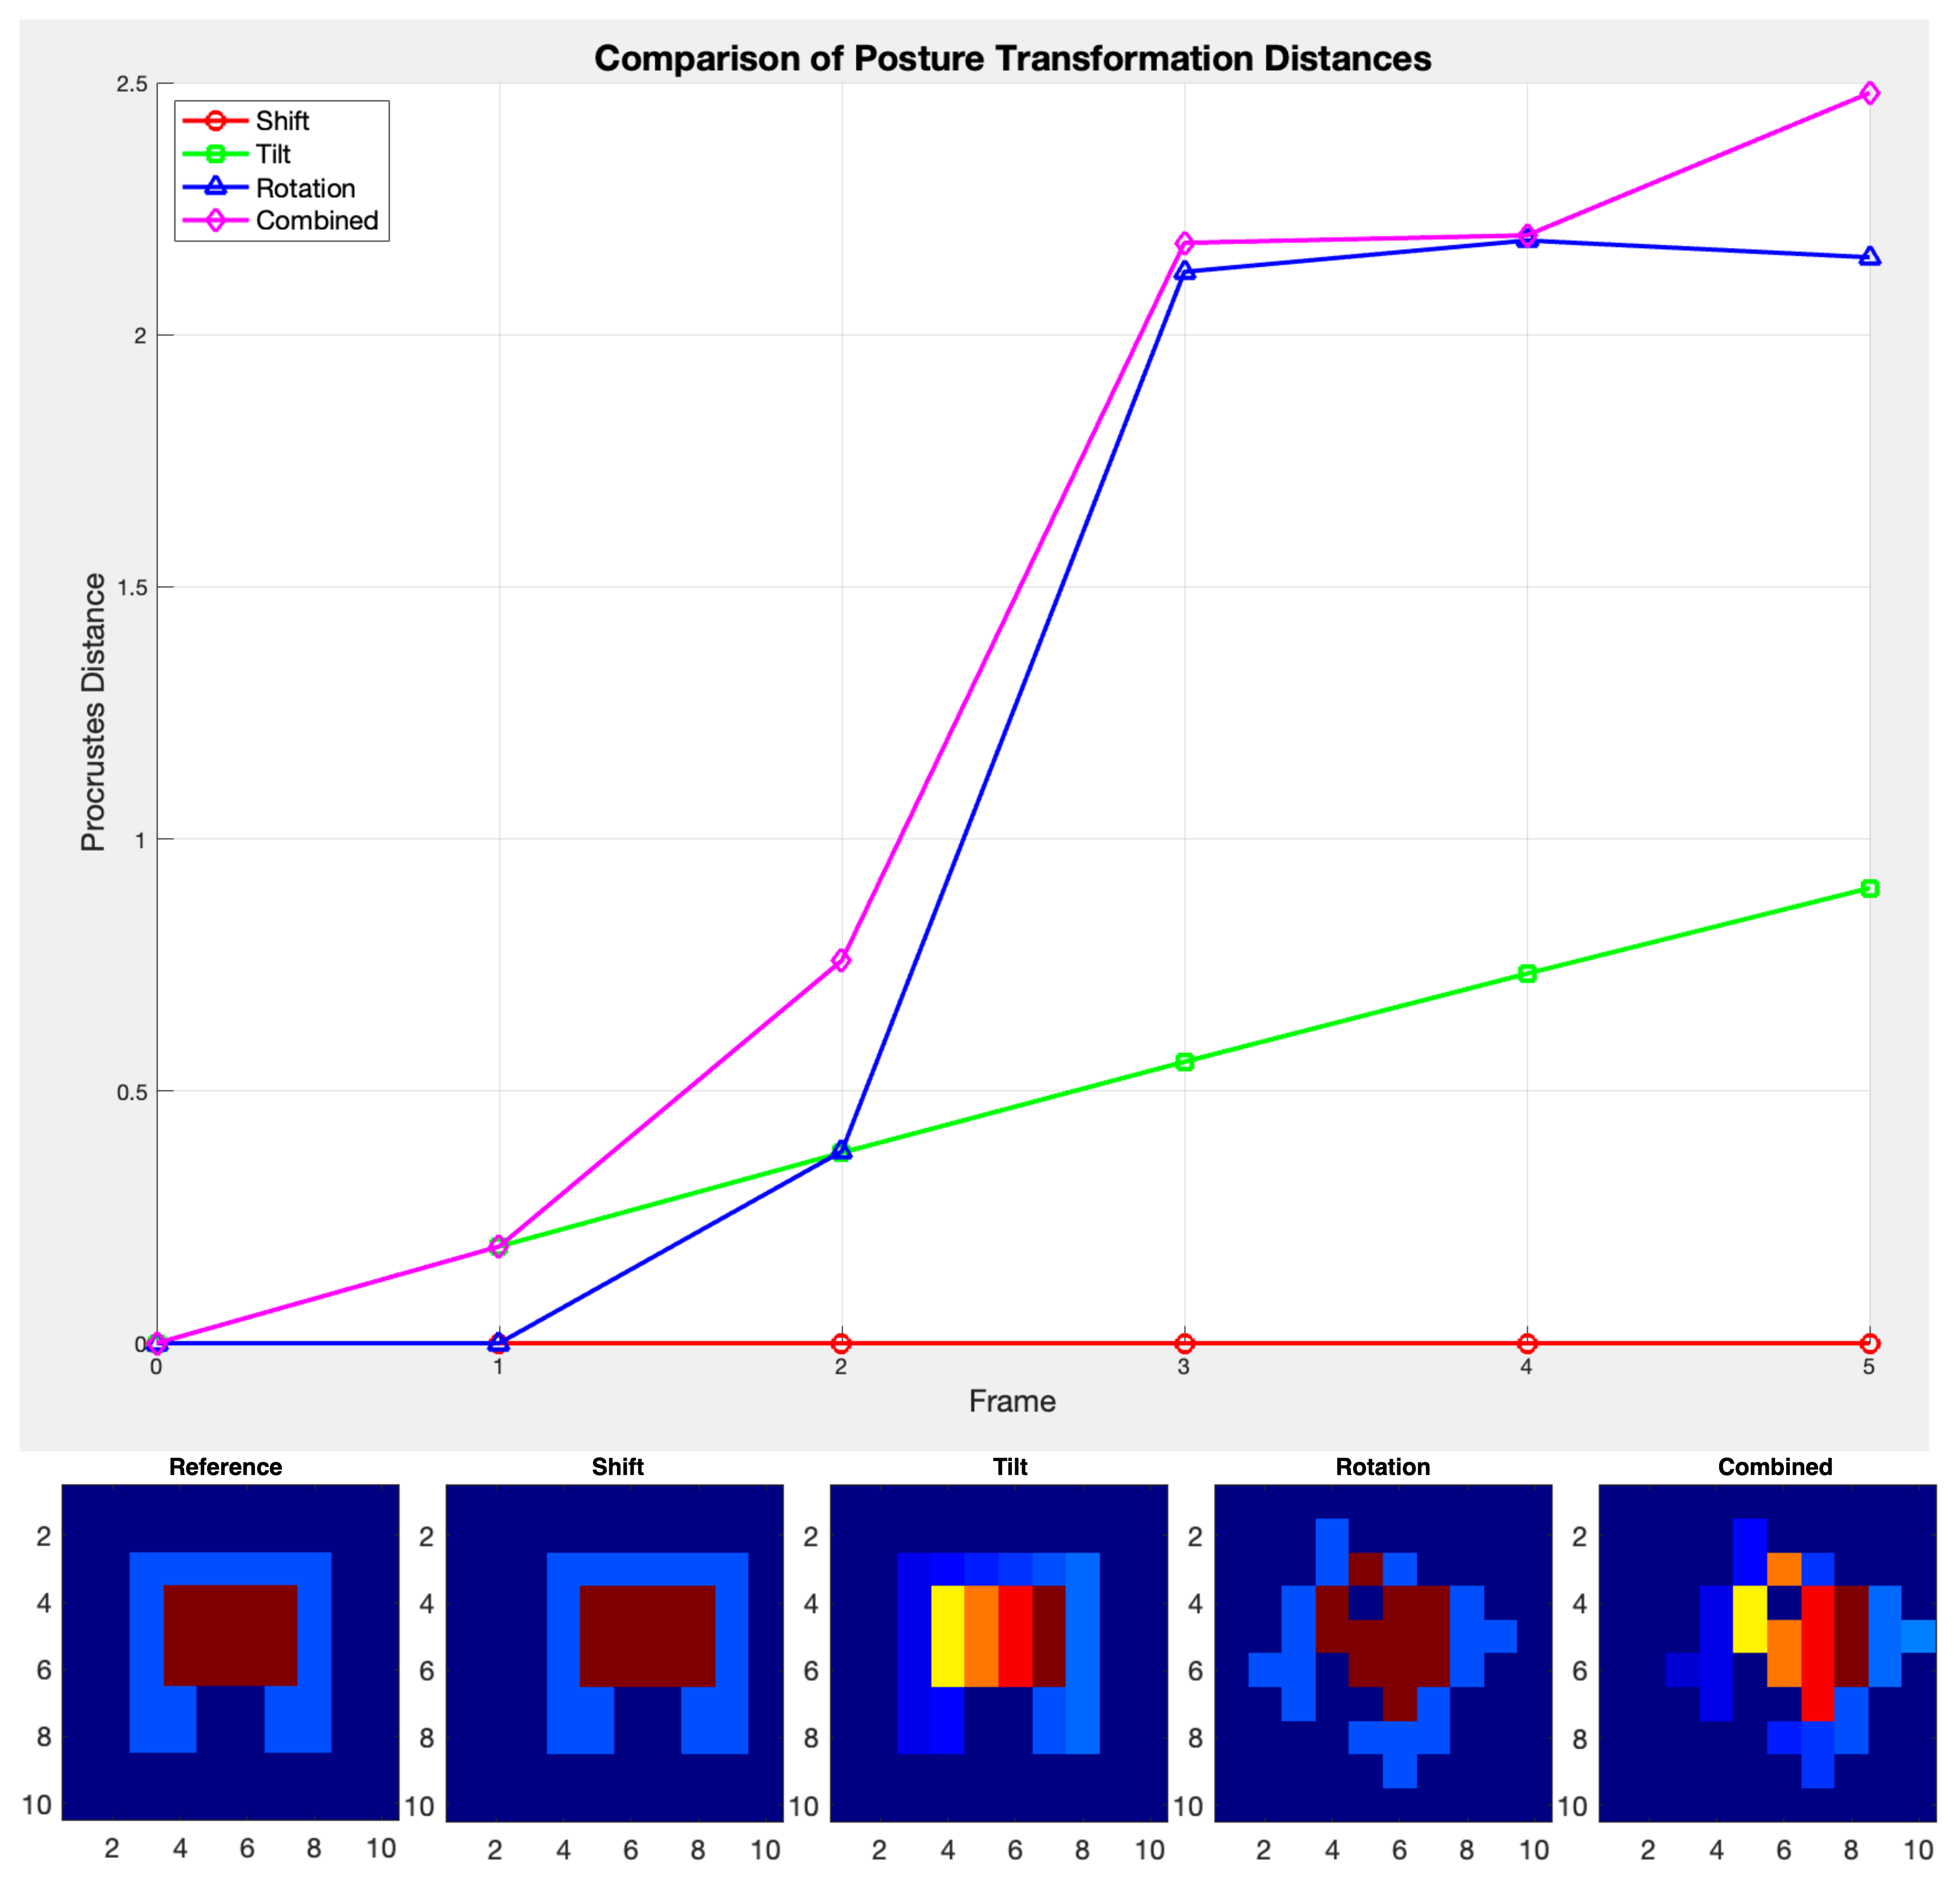 Comparison of Posture Transformation Distances
2.5
2
1.5
1
0.5
0
Procrustes Distance
Shift
Tilt
Rotation
Combined
0 1 2 3 4 5
Frame
Reference Shift Tilt Rotation Combined
2 2 2 2 2
4 4 4 4 4
6 6 6 6 6
8 8 8 8 8
10 10 10 10 10
2 4 6 8 10 2 4 6 8 10 2 4 6 8 10 2 4 6 8 10 2 4 6 8 10